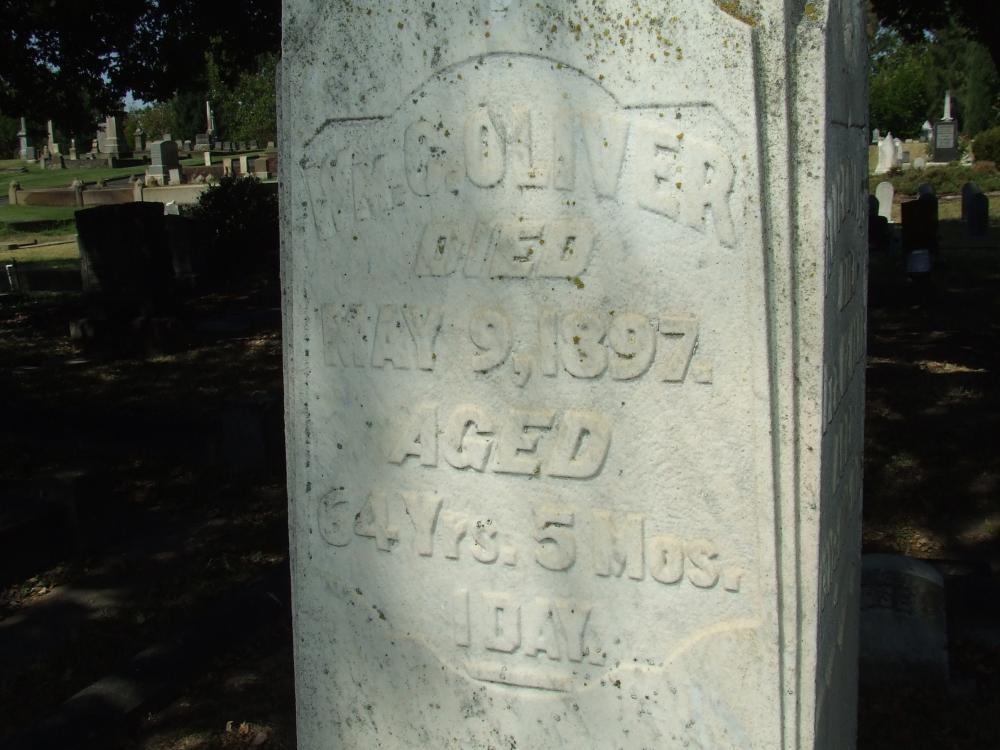 WM. C. OLIVER
DIED
MAY 9, 1897.
AGED
64 Yrs. 5 Mos.
1 DAY.